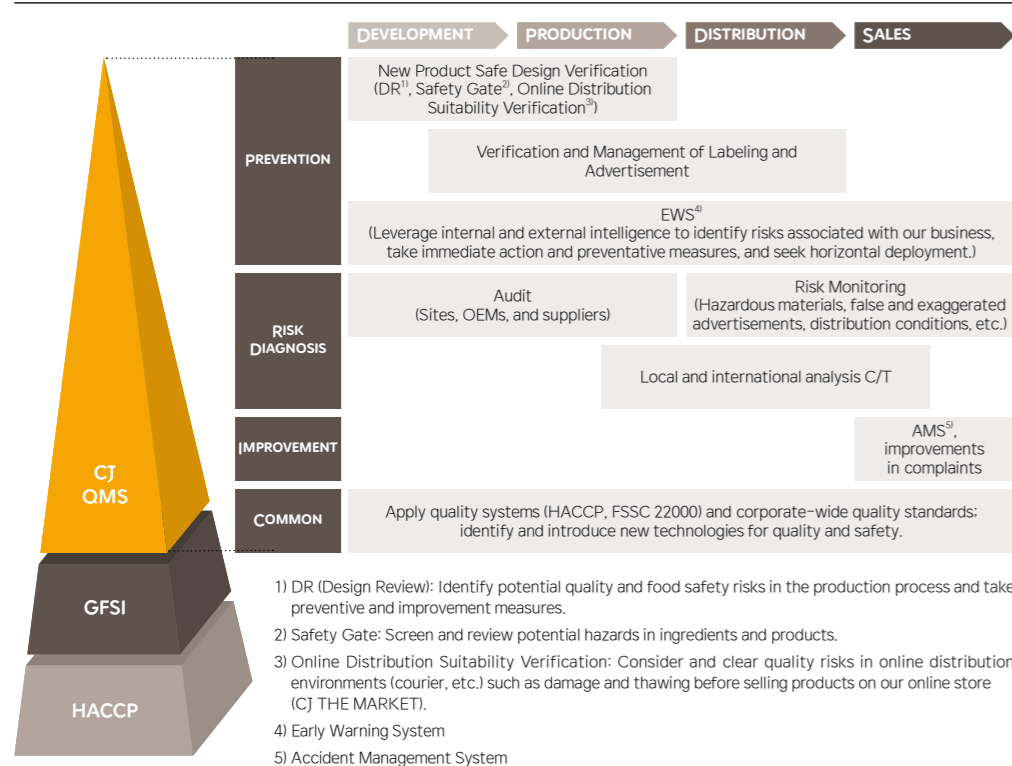 DEVELOPMENT
PRODUCTION
DISTRIBUTION
SALES
PREVENTION
New Product Safe Design Verification
(DR1), Safety Gate2), Online Distribution
Suitability Verification3))
Verification and Management of Labeling and
Advertisement
EWS4)
(Leverage internal and external intelligence to identify risks associated with our business,
take immediate action and preventative measures, and seek horizontal deployment.)
RISK
DIAGNOSIS
Audit
(Sites, OEMs, and suppliers)
Risk Monitoring
(Hazardous materials, false and exaggerated
advertisements, distribution conditions, etc.)
Local and international analysis C/T
IMPROVEMENT
AMS5),
improvements
in complaints
COMMON
Apply quality systems (HACCP, FSSC 22000) and corporate-wide quality standards;
identify and introduce new technologies for quality and safety.
CJ
QMS
GFSI
HACCP
1) DR (Design Review): Identify potential quality and food safety risks in the production process and take
preventive and improvement measures.
2) Safety Gate: Screen and review potential hazards in ingredients and products.
3) Online Distribution Suitability Verification: Consider and clear quality risks in online distribution
environments (courier, etc.) such as damage and thawing before selling products on our online store
(CJ THE MARKET).
4) Early Warning System
5) Accident Management System